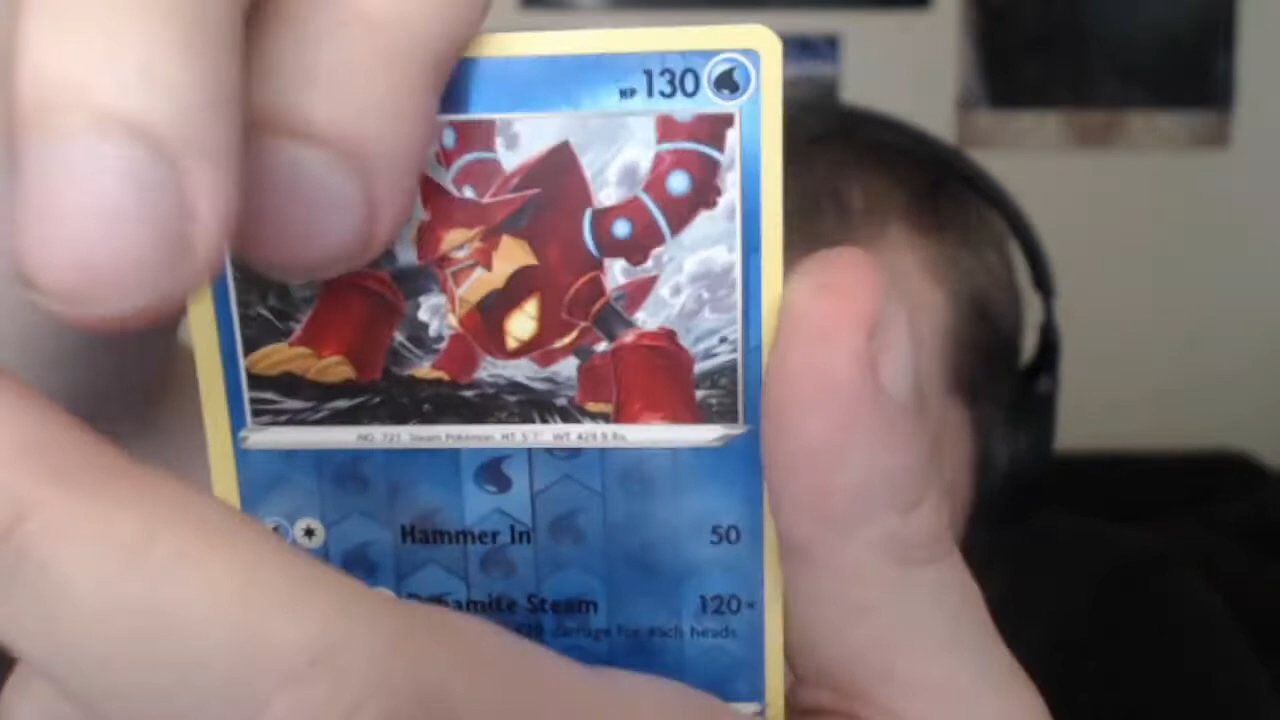 HP 130
NO. 721 Steam Pokémon HT 5'7" WT 429.9 lbs
Hammer In 50
Dynamite Steam 120×
damage for each heads.